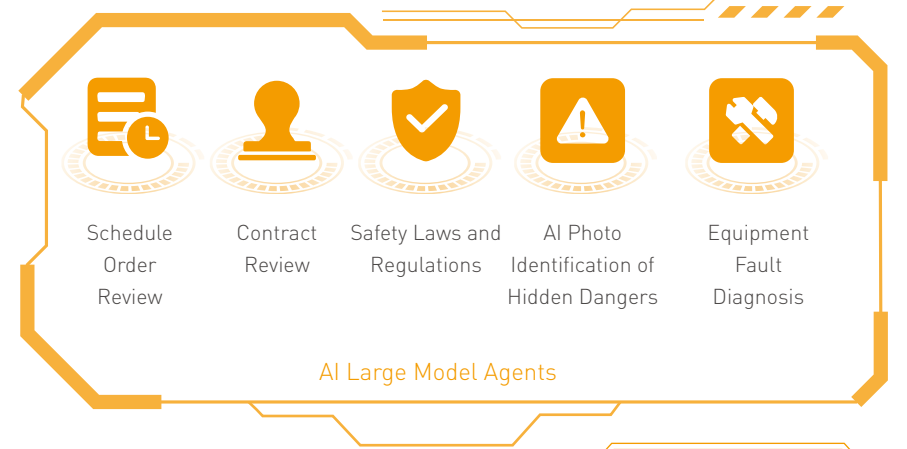 Schedule
Order
Review
Contract
Review
Safety Laws and
Regulations
AI Photo
Identification of
Hidden Dangers
Equipment
Fault
Diagnosis
AI Large Model Agents